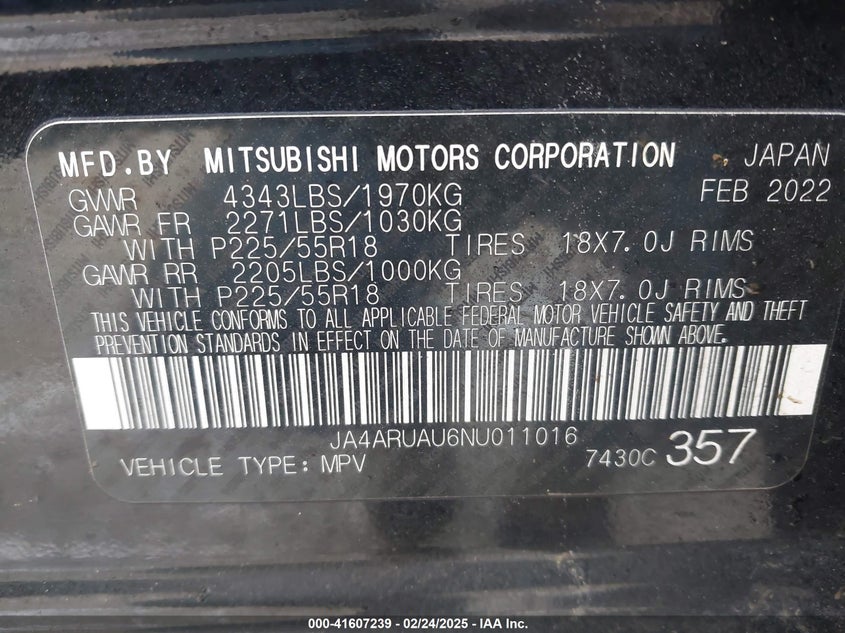 MFD.BY MITSUBISHI MOTORS CORPORATION JAPAN
GVWR 4343LBS/1970KG FEB 2022
GAWR FR 2271LBS/1030KG
WITH P225/55R18 TIRES 18X7.0J RIMS
GAWR RR 2205LBS/1000KG
WITH P225/55R18 TIRES 18X7.0J RIMS
THIS VEHICLE CONFORMS TO ALL APPLICABLE FEDERAL MOTOR VEHICLE SAFETY AND THEFT
PREVENTION STANDARDS IN EFFECT ON THE DATE OF MANUFACTURE SHOWN ABOVE.
JA4ARUAU6NU011016
VEHICLE TYPE: MPV 7430C 357
000-41607239 - 02/24/2025 - IAA Inc.